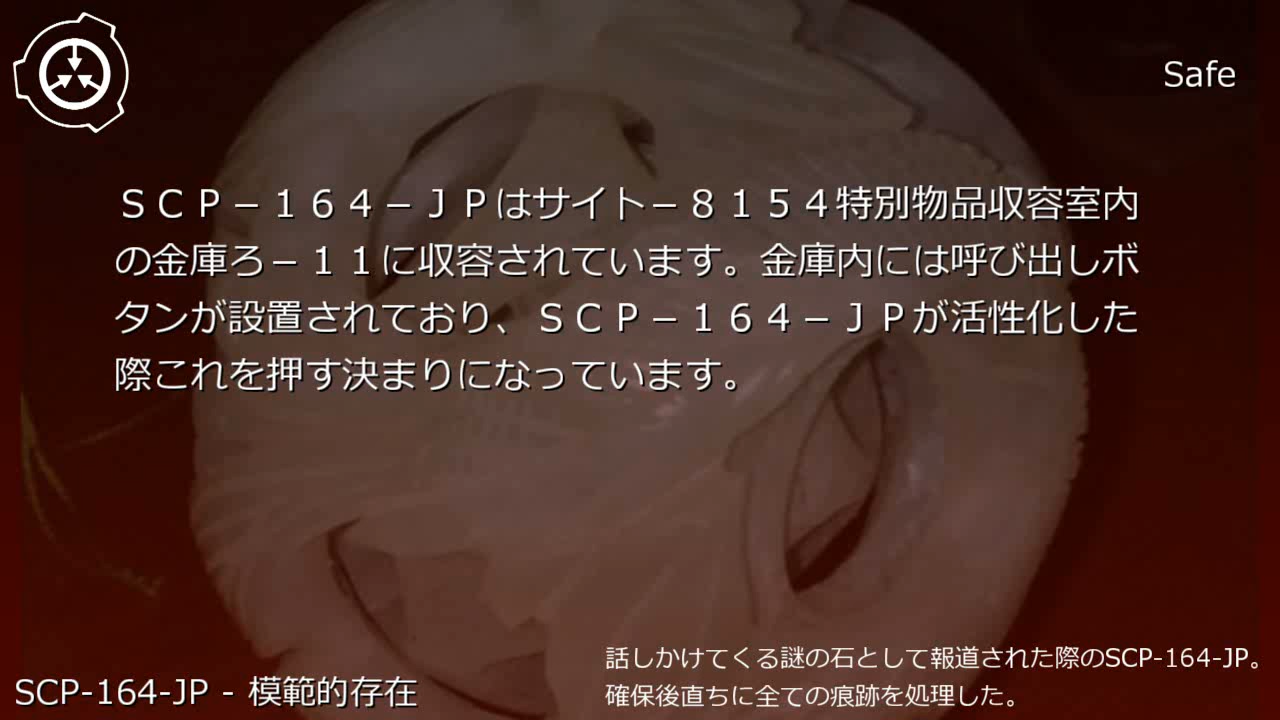 Safe
ＳＣＰ－１６４－ＪＰはサイト－８１５４特別物品収容室内
の金庫ろ－１１に収容されています。金庫内には呼び出しボ
タンが設置されており、ＳＣＰ－１６４－ＪＰが活性化した
際これを押す決まりになっています。
話しかけてくる謎の石として報道された際のSCP-164-JP。
確保後直ちに全ての痕跡を処理した。
SCP-164-JP - 模範的存在